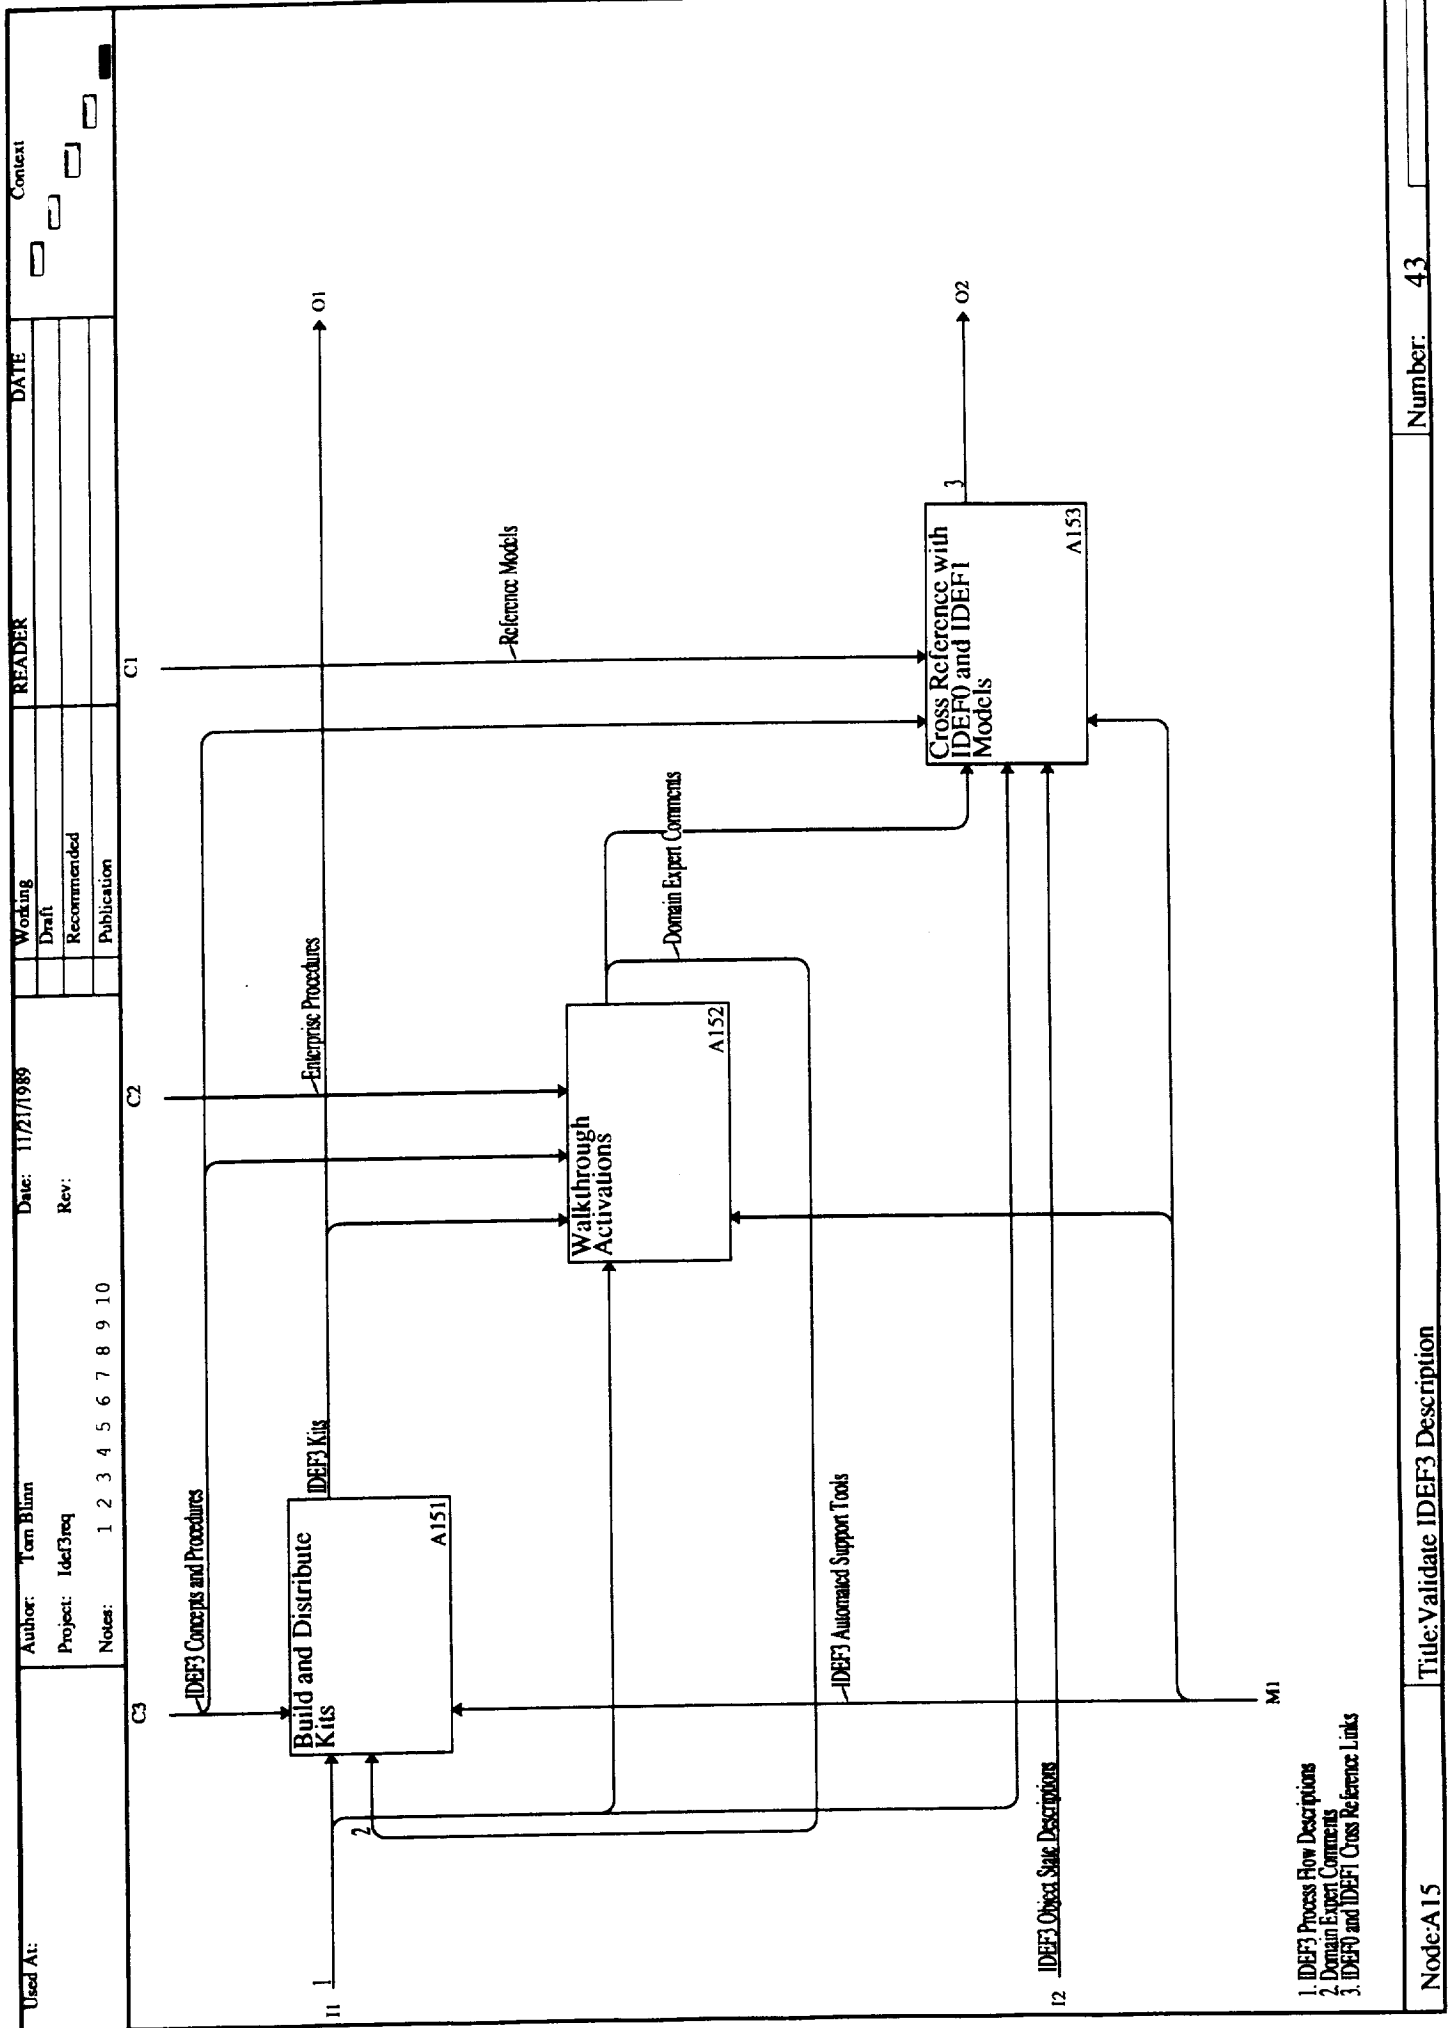 Used At:
Author: Tom Blinn
Date: 11/21/1989
Project: Idef3req
Rev:
Notes: 1 2 3 4 5 6 7 8 9 10
Working
Draft
Recommended
Publication
READER
DATE
Context
C3
C2
C1
IDEF3 Concepts and Procedures
Enterprise Procedures
Reference Models
I1
1
2
Build and Distribute
Kits
A151
IDEF3 Kits
O1
Walkthrough
Activations
A152
Domain Expert Comments
Cross Reference with
IDEF0 and IDEF1
Models
A153
3
O2
IDEF3 Automated Support Tools
I2
IDEF3 Object State Descriptions
M1
1. IDEF3 Process Flow Descriptions
2. Domain Expert Comments
3. IDEF0 and IDEF1 Cross Reference Links
Node:A15
Title:Validate IDEF3 Description
Number: 43